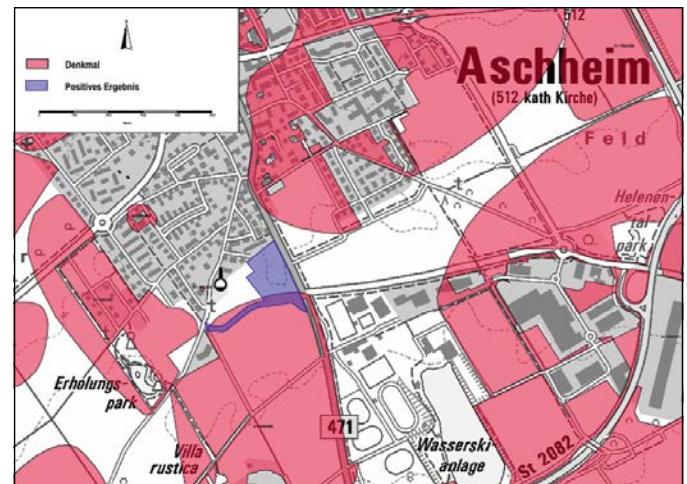 Denkmal
Positives Ergebnis
512
Aschheim
(512 kath Kirche)
Feld
Helenen-
tal
park
Erholungs-
park
Villa
rustica
471
Wasserski-
anlage
St 2082